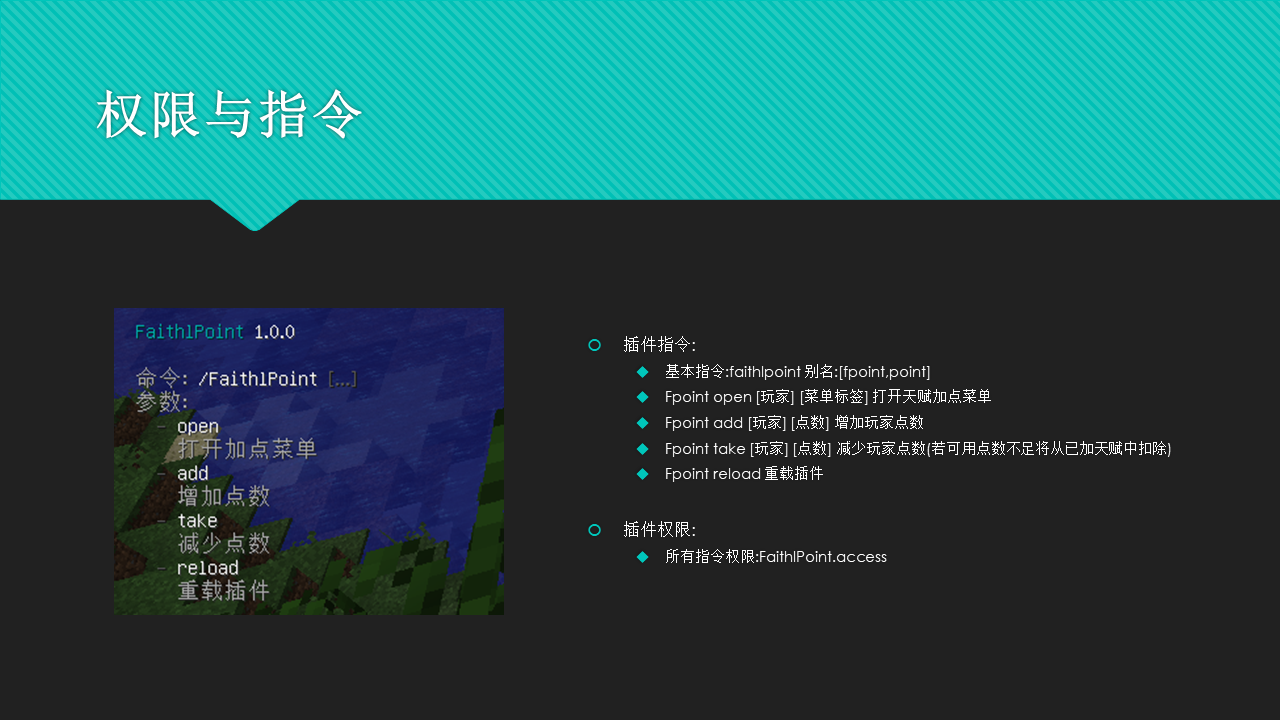 权限与指令
FaithlPoint 1.0.0
命令: /FaithlPoint [...]
参数:
- open
打开加点菜单
- add
增加点数
- take
减少点数
- reload
重载插件
插件指令:
基本指令:faithlpoint 别名:[fpoint,point]
Fpoint open [玩家] [菜单标签] 打开天赋加点菜单
Fpoint add [玩家] [点数] 增加玩家点数
Fpoint take [玩家] [点数] 减少玩家点数(若可用点数不足将从已加天赋中扣除)
Fpoint reload 重载插件
插件权限:
所有指令权限:FaithlPoint.access